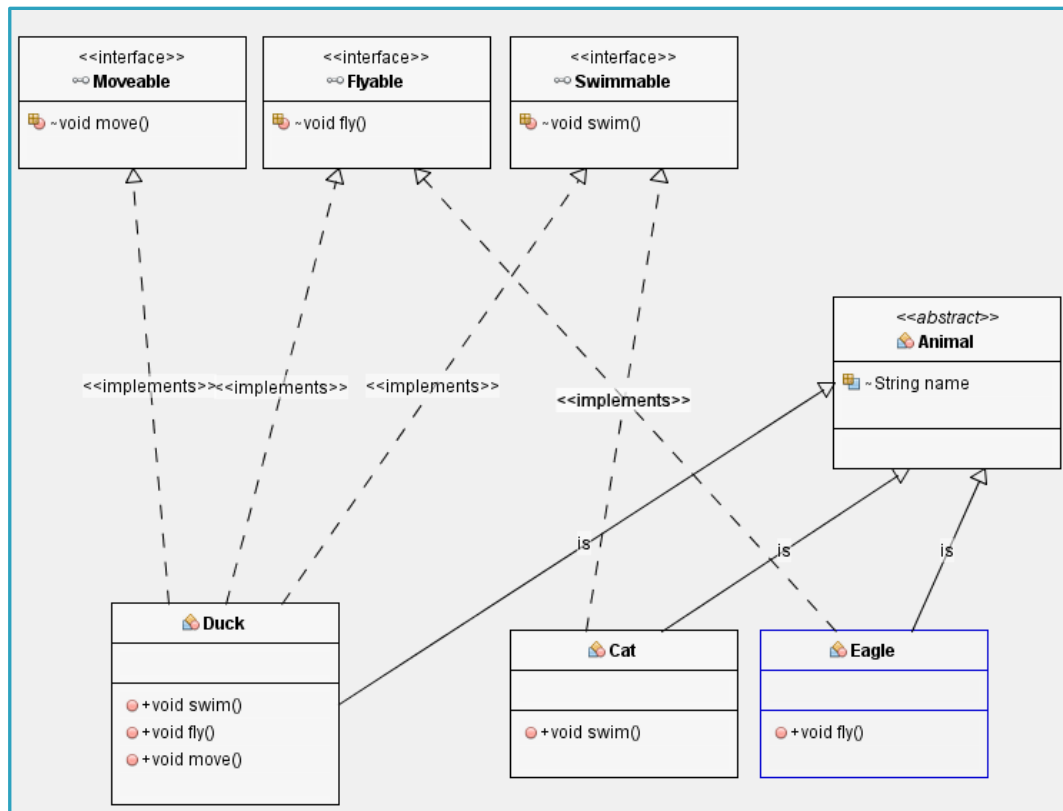 <<interface>>
Moveable
~void move()
<<interface>>
Flyable
~void fly()
<<interface>>
Swimmable
~void swim()
<<abstract>>
Animal
~String name
<<implements>>
<<implements>>
<<implements>>
<<implements>>
is
is
is
Duck
+void swim()
+void fly()
+void move()
Cat
+void swim()
Eagle
+void fly()